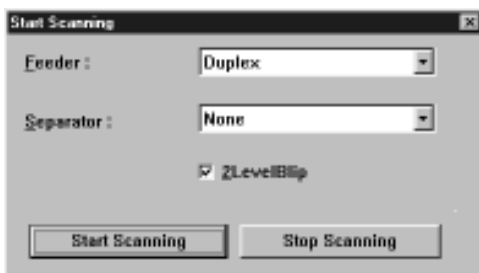 Start Scanning
Feeder : Duplex
Separator : None
2LevelBlip
Start Scanning Stop Scanning